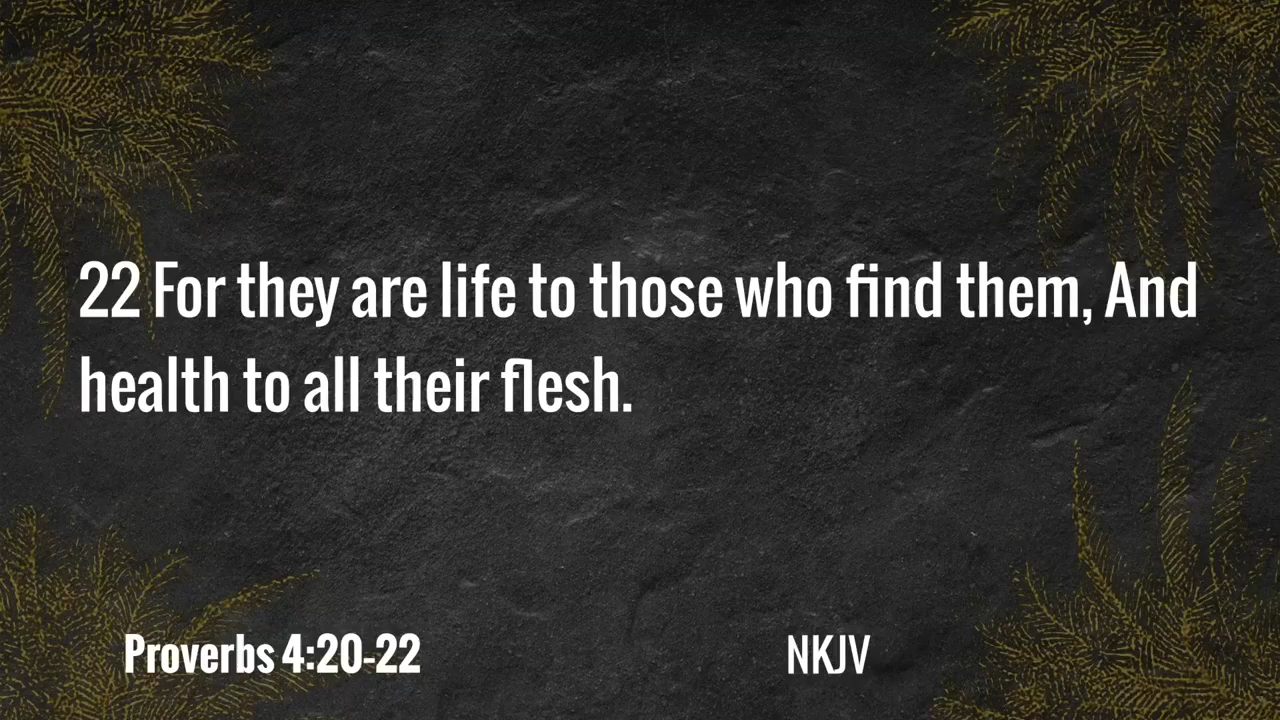 22 For they are life to those who find them, And
health to all their flesh.
Proverbs 4:20-22
NKJV